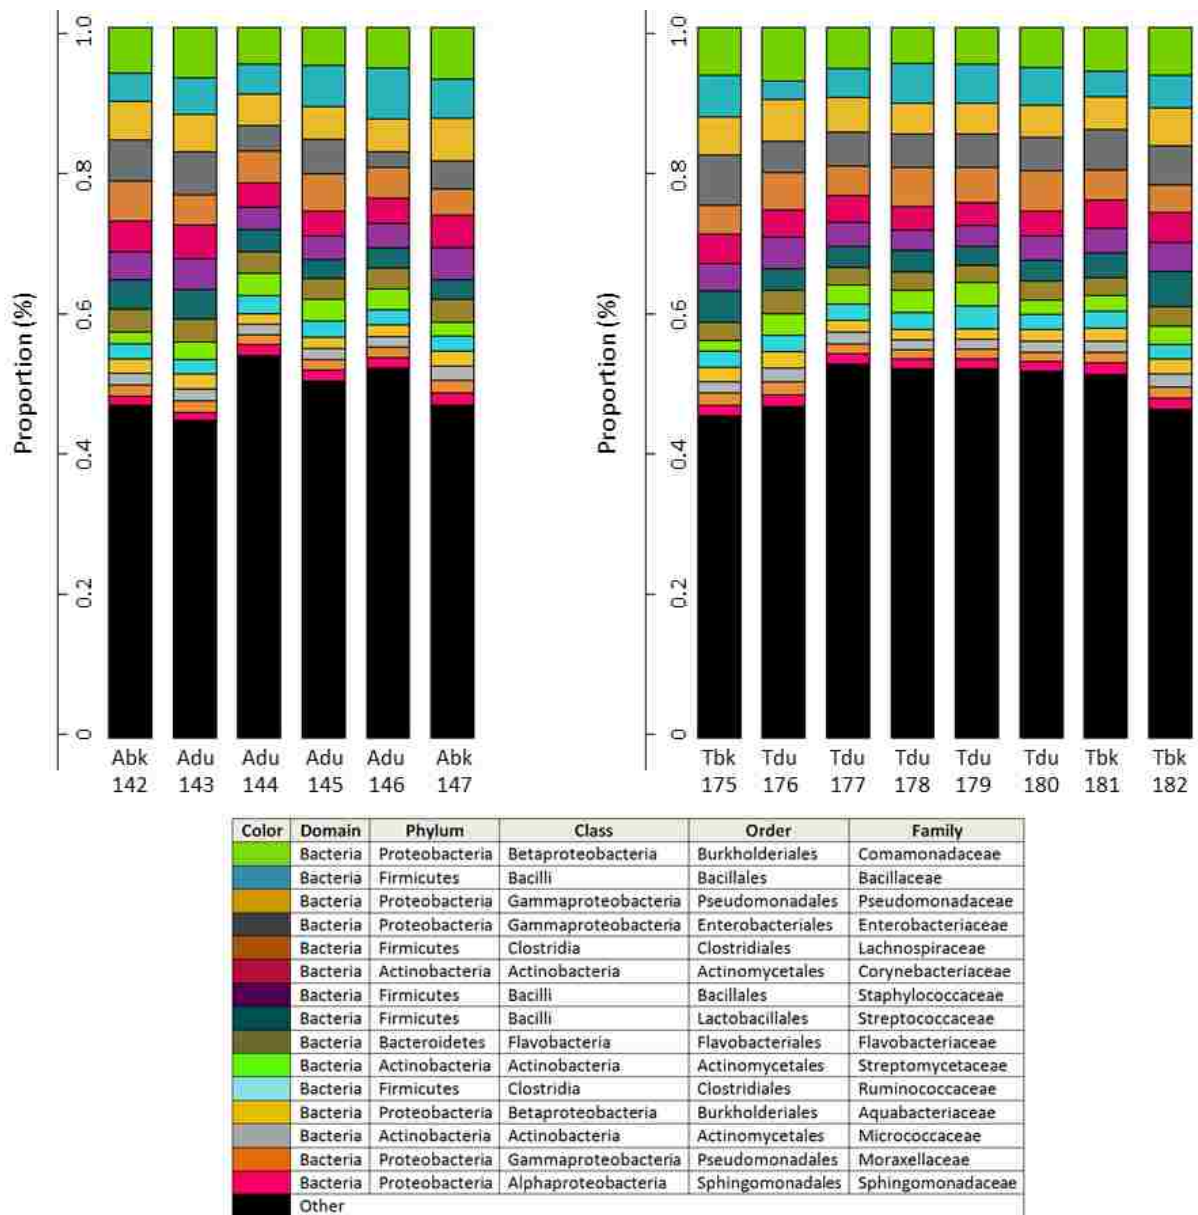 Proportion (%)
1.0
0.8
0.6
0.4
0.2
0
Abk Adu Adu Adu Adu Abk
142 143 144 145 146 147
Proportion (%)
1.0
0.8
0.6
0.4
0.2
0
Tbk Tdu Tdu Tdu Tdu Tdu Tbk Tbk
175 176 177 178 179 180 181 182
Color Domain Phylum Class Order Family
Bacteria Proteobacteria Betaproteobacteria Burkholderiales Comamonadaceae
Bacteria Firmicutes Bacilli Bacillales Bacillaceae
Bacteria Proteobacteria Gammaproteobacteria Pseudomonadales Pseudomonadaceae
Bacteria Proteobacteria Gammaproteobacteria Enterobacteriales Enterobacteriaceae
Bacteria Firmicutes Clostridia Clostridiales Lachnospiraceae
Bacteria Actinobacteria Actinobacteria Actinomycetales Corynebacteriaceae
Bacteria Firmicutes Bacilli Bacillales Staphylococcaceae
Bacteria Firmicutes Bacilli Lactobacillales Streptococcaceae
Bacteria Bacteroidetes Flavobacteria Flavobacteriales Flavobacteriaceae
Bacteria Actinobacteria Actinobacteria Actinomycetales Streptomycetaceae
Bacteria Firmicutes Clostridia Clostridiales Ruminococcaceae
Bacteria Proteobacteria Betaproteobacteria Burkholderiales Aquabacteriaceae
Bacteria Actinobacteria Actinobacteria Actinomycetales Micrococcaceae
Bacteria Proteobacteria Gammaproteobacteria Pseudomonadales Moraxellaceae
Bacteria Proteobacteria Alphaproteobacteria Sphingomonadales Sphingomonadaceae
Other